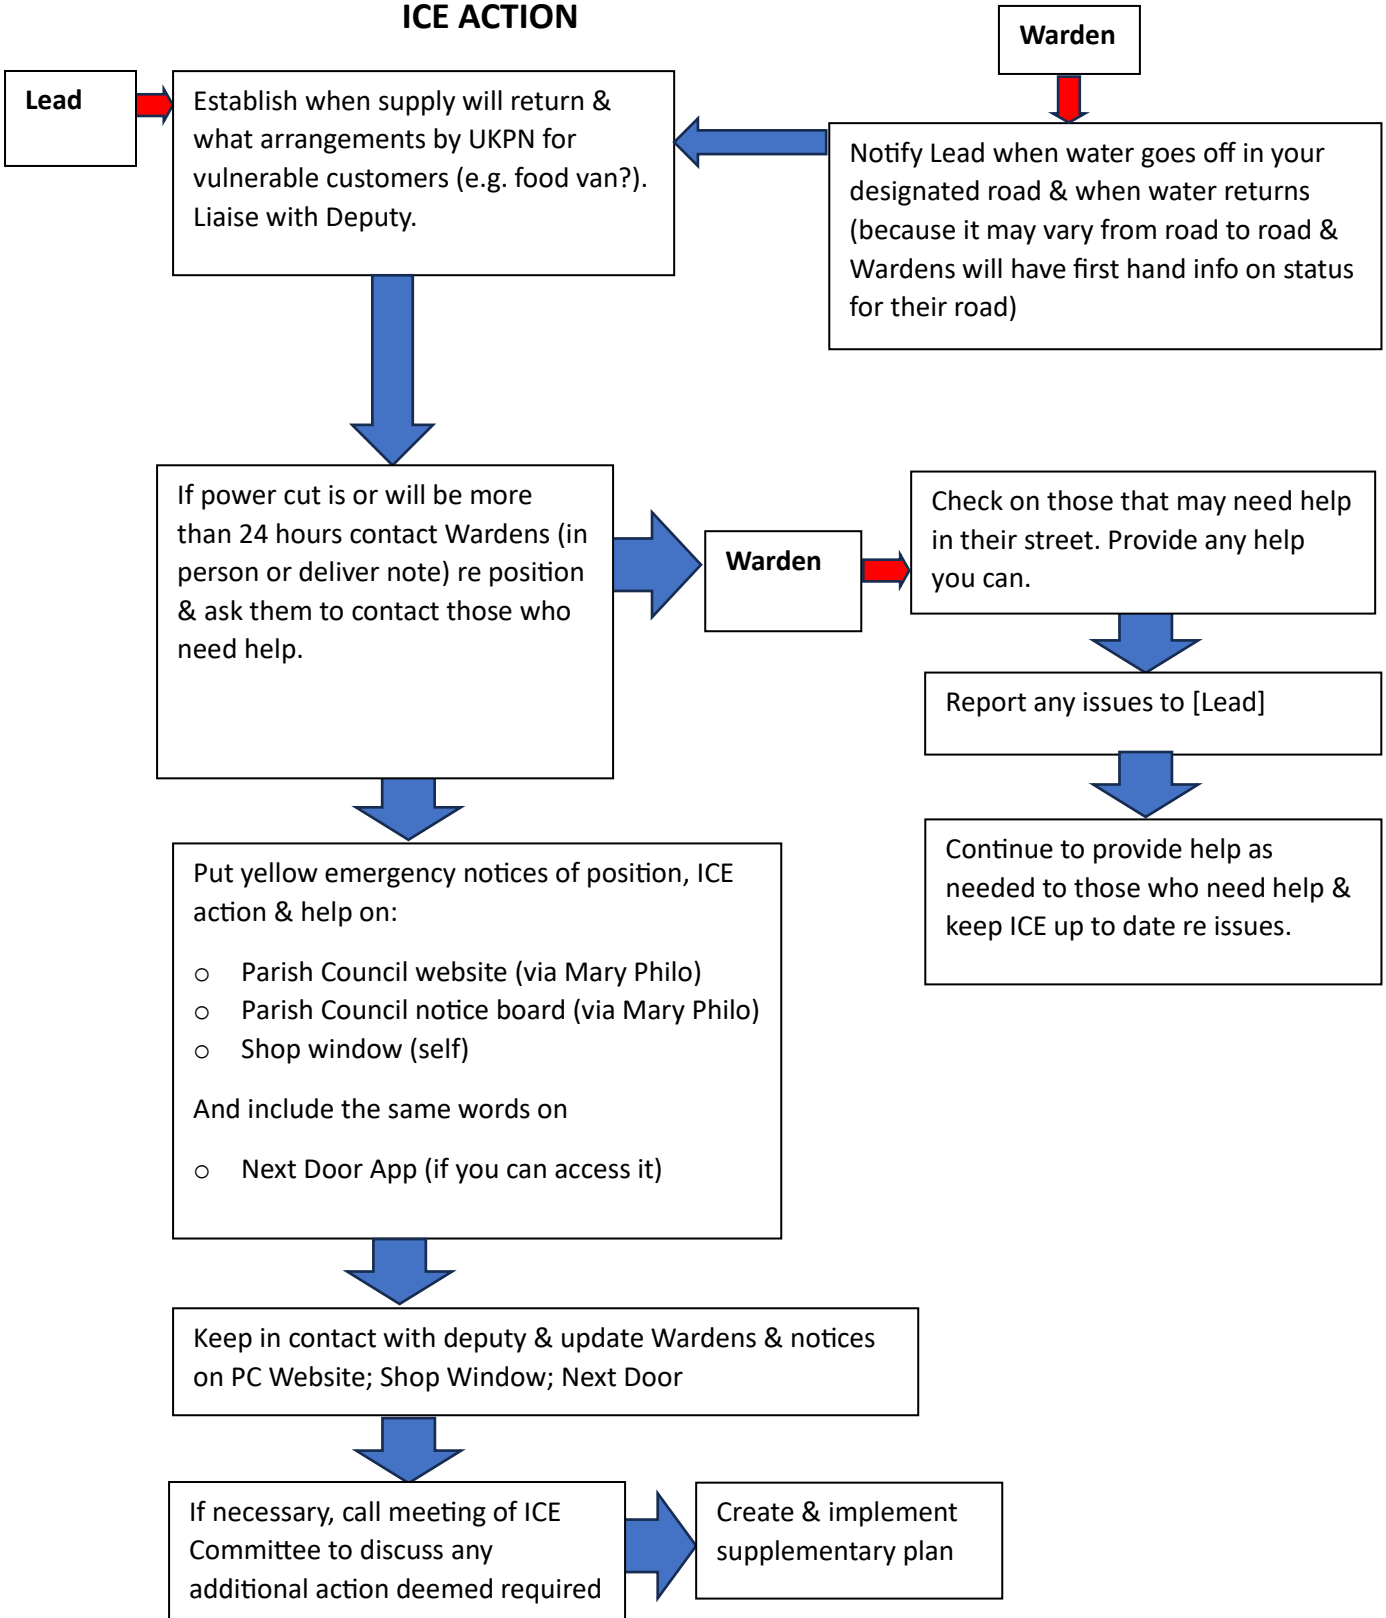 ICE ACTION
Warden
Lead
Establish when supply will return &
what arrangements by UKPN for
vulnerable customers (e.g. food van?).
Liaise with Deputy.
Notify Lead when water goes off in your
designated road & when water returns
(because it may vary from road to road &
Wardens will have first hand info on status
for their road)
If power cut is or will be more
than 24 hours contact Wardens (in
person or deliver note) re position
& ask them to contact those who
need help.
Warden
Check on those that may need help
in their street. Provide any help
you can.
Report any issues to [Lead]
Continue to provide help as
needed to those who need help &
keep ICE up to date re issues.
Put yellow emergency notices of position, ICE
action & help on:
o Parish Council website (via Mary Philo)
o Parish Council notice board (via Mary Philo)
o Shop window (self)
And include the same words on
o Next Door App (if you can access it)
Keep in contact with deputy & update Wardens & notices
on PC Website; Shop Window; Next Door
If necessary, call meeting of ICE
Committee to discuss any
additional action deemed required
Create & implement
supplementary plan